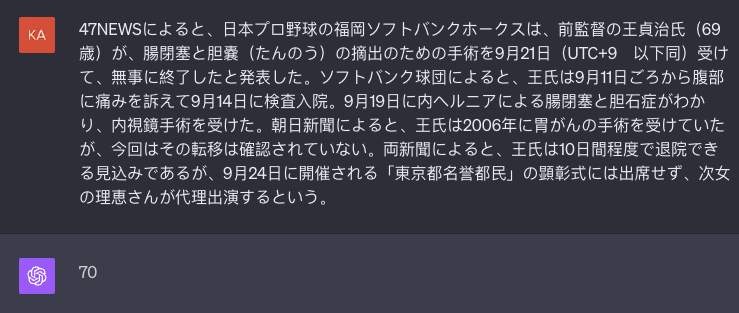 KA
47NEWSによると、日本プロ野球の福岡ソフトバンクホークスは、前監督の王貞治氏（69
歳）が、腸閉塞と胆嚢（たんのう）の摘出のための手術を9月21日（UTC+9　以下同）受け
て、無事に終了したと発表した。ソフトバンク球団によると、王氏は9月11日ごろから腹部
に痛みを訴えて9月14日に検査入院。9月19日に内ヘルニアによる腸閉塞と胆石症がわか
り、内視鏡手術を受けた。朝日新聞によると、王氏は2006年に胃がんの手術を受けていた
が、今回はその転移は確認されていない。両新聞によると、王氏は10日間程度で退院でき
る見込みであるが、9月24日に開催される「東京都名誉都民」の顕彰式には出席せず、次女
の理恵さんが代理出演するという。
70